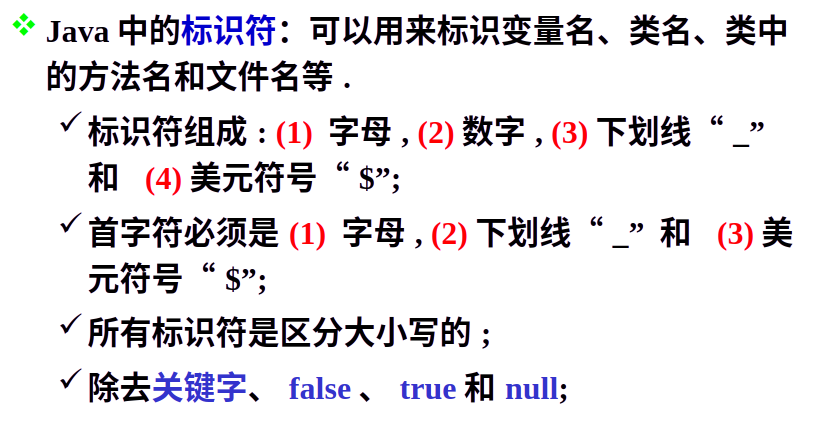 Java 中的标识符：可以用来标识变量名、类名、类中
的方法名和文件名等 .
标识符组成 : (1) 字母 , (2) 数字 , (3) 下划线 “ _”
和 (4) 美元符号 “ $”;
首字符必须是 (1) 字母 , (2) 下划线 “ _” 和 (3) 美
元符号 “ $”;
所有标识符是区分大小写的 ;
除去关键字、 false 、 true 和 null;